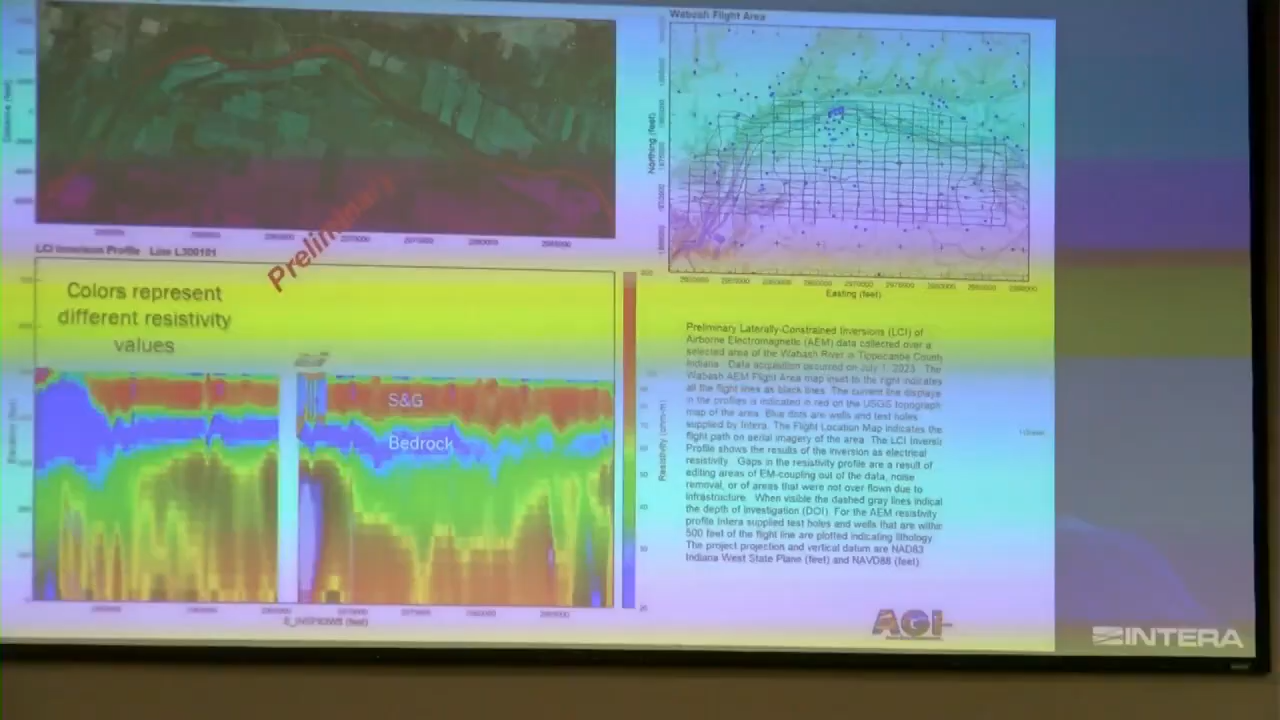 Wabash Flight Area
Northing (feet)
Easting (feet)
Preliminary
LCI Inversion Profile Line L300101
Colors represent
different resistivity
values
S&G
Bedrock
Resistivity (ohm-m)
Preliminary Laterally-Constrained Inversions (LCI) of
Airborne Electromagnetic (AEM) data collected over a
selected area of the Wabash River in Tippecanoe County
Indiana. Data acquisition occurred on July 1, 2023. The
Wabash AEM Flight Area map inset to the right indicates
all the flight lines as black lines. The current line displaye
in the profiles is indicated in red on the USGS topograph
map of the area. Blue dots are wells and test holes
supplied by Intera. The Flight Location Map indicates the
flight path on aerial imagery of the area. The LCI Inversi
Profile shows the results of the inversion as electrical
resistivity. Gaps in the resistivity profile are a result of
editing areas of EM-coupling out of the data, noise
removal, or of areas that were not over flown due to
infrastructure. When visible the dashed gray lines indicat
the depth of investigation (DOI). For the AEM resistivity
profile Intera supplied test holes and wells that are within
500 feet of the flight line are plotted indicating lithology
The project projection and vertical datum are NAD83
Indiana West State Plane (feet) and NAVD88 (feet)
AGI
INTERA